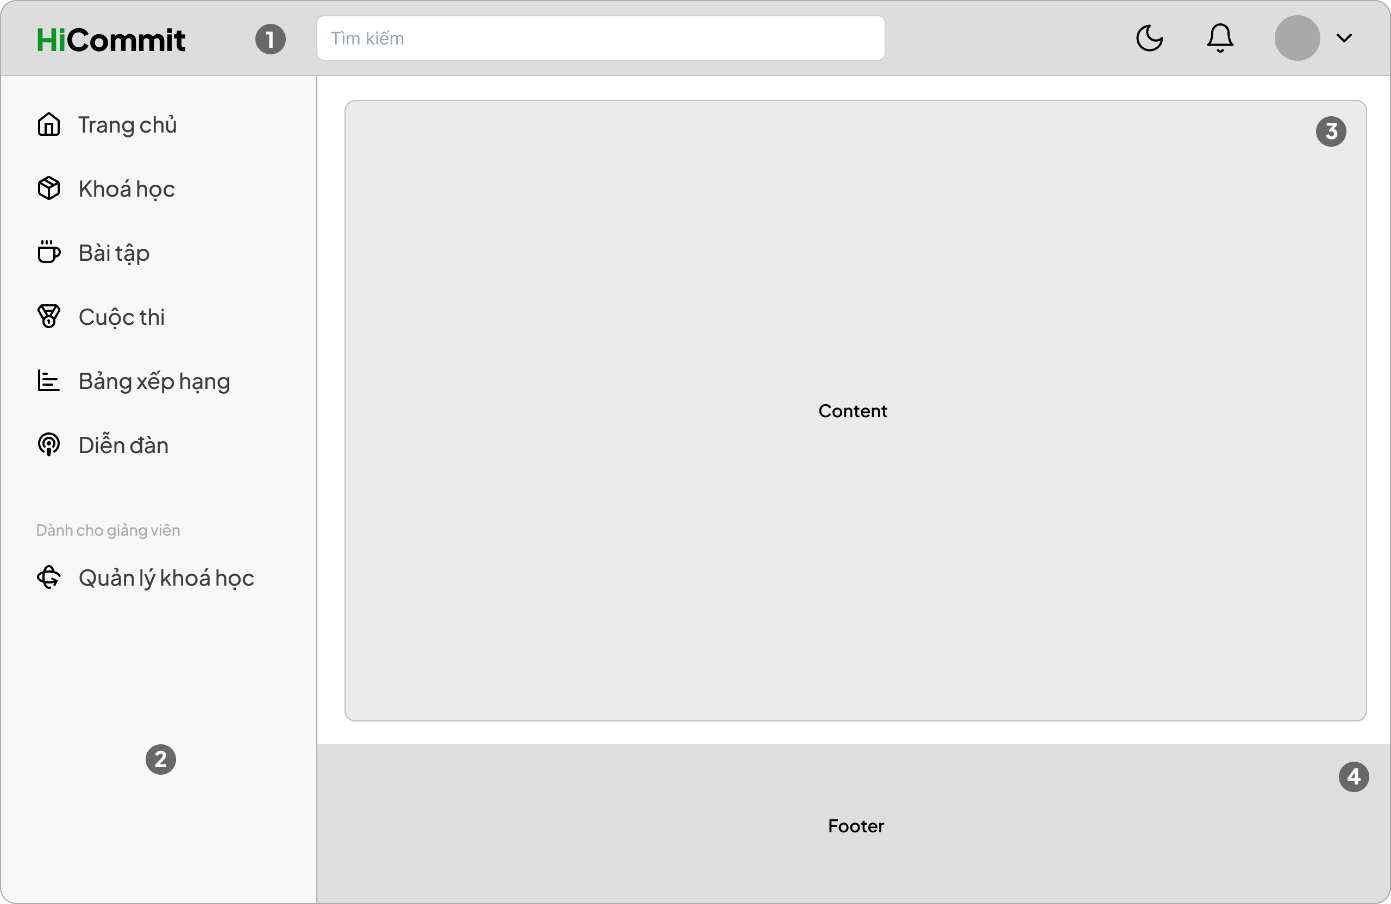 HiCommit
1
Tìm kiếm
Trang chủ
Khoá học
Bài tập
Cuộc thi
Bảng xếp hạng
Diễn đàn
Dành cho giảng viên
Quản lý khoá học
2
3
Content
4
Footer